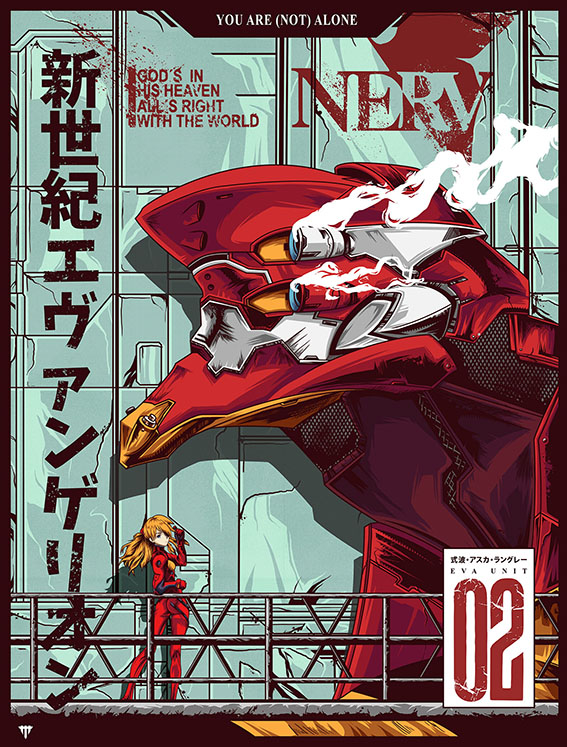 YOU ARE (NOT) ALONE
新世紀エヴァンゲリオン
GOD'S IN
HIS HEAVEN
ALL'S RIGHT
WITH THE WORLD
NERV
式波・アスカ・ラングレー
EVA UNIT
02